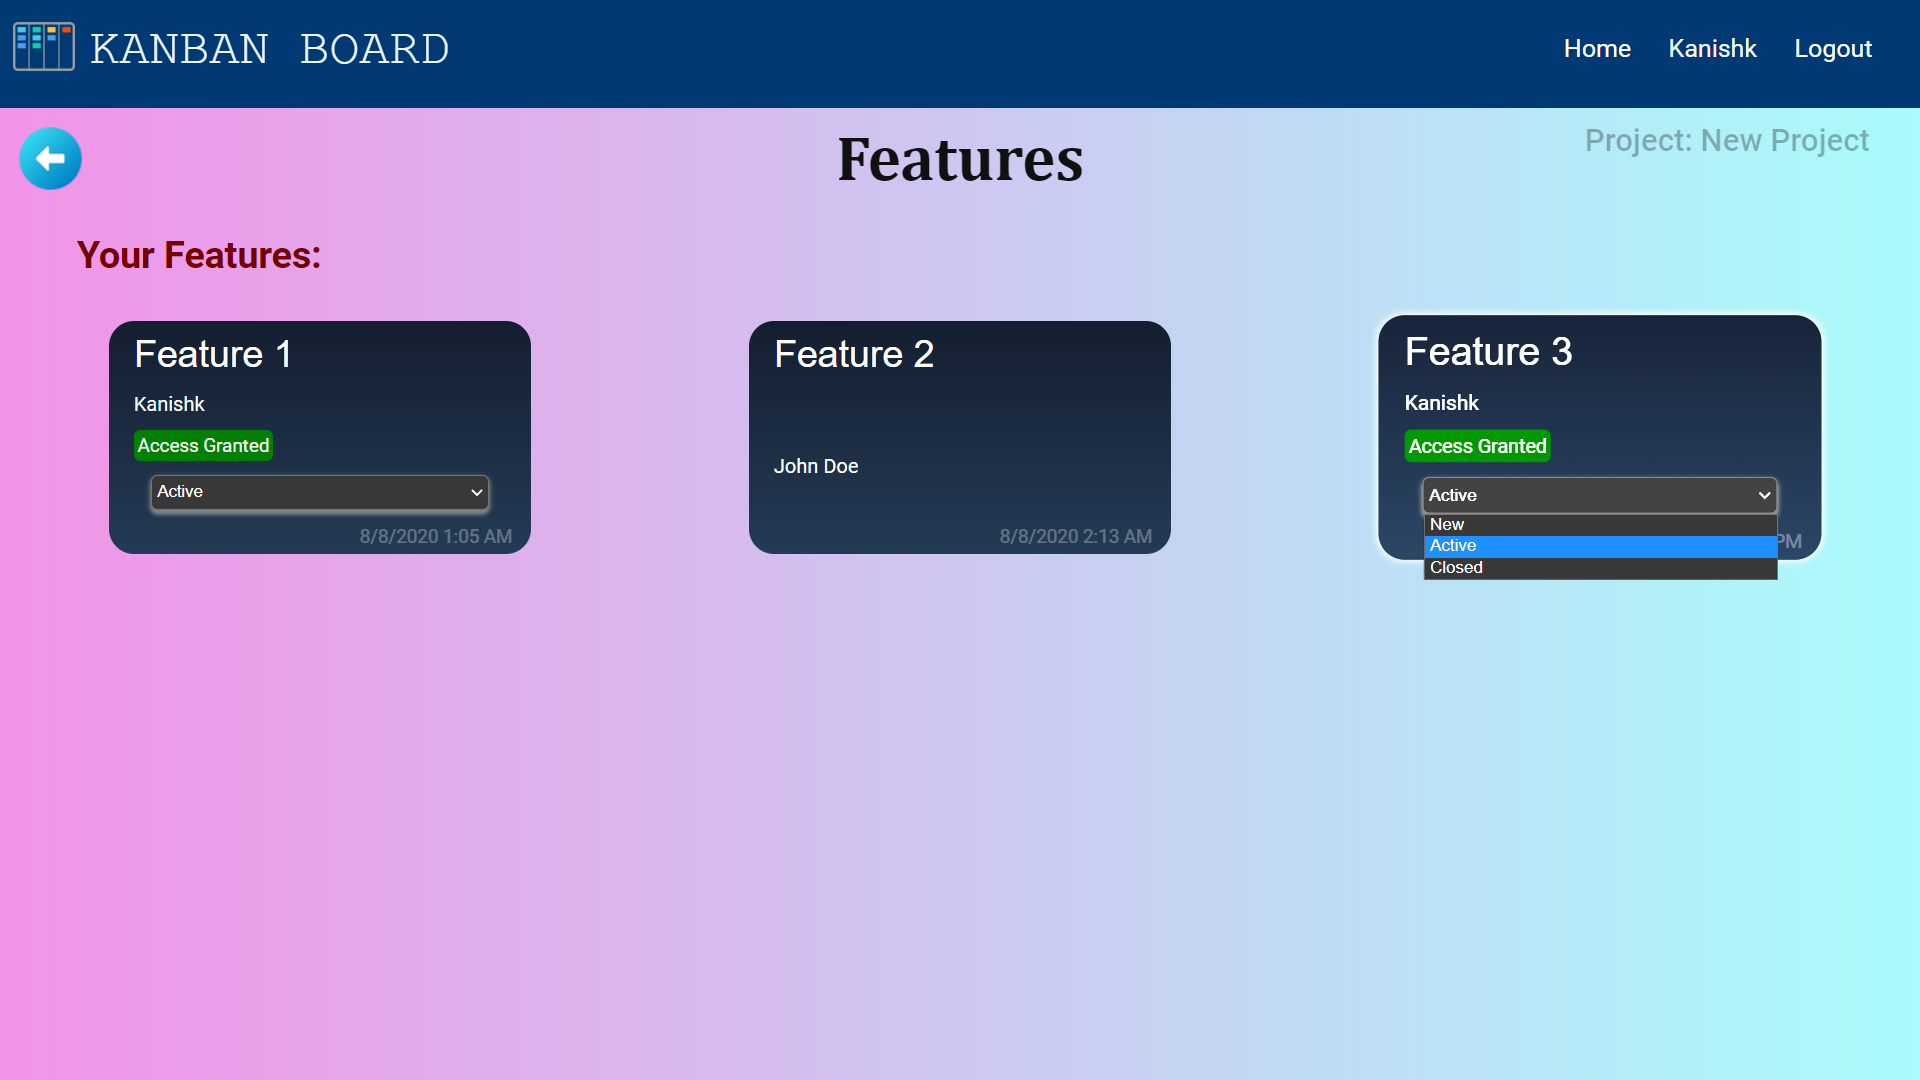 KANBAN BOARD
Home Kanishk Logout
Features
Project: New Project
Your Features:
Feature 1
Kanishk
Access Granted
Active
8/8/2020 1:05 AM
Feature 2
John Doe
8/8/2020 2:13 AM
Feature 3
Kanishk
Access Granted
Active
New
Active
Closed
PM